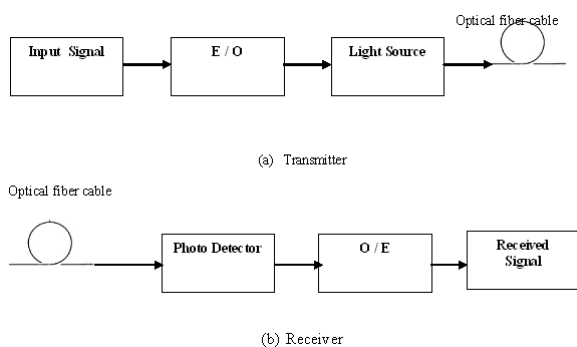 Optical fiber cable
Input Signal
E / O
Light Source
(a) Transmitter
Optical fiber cable
Photo Detector
O / E
Received
Signal
(b) Receiver